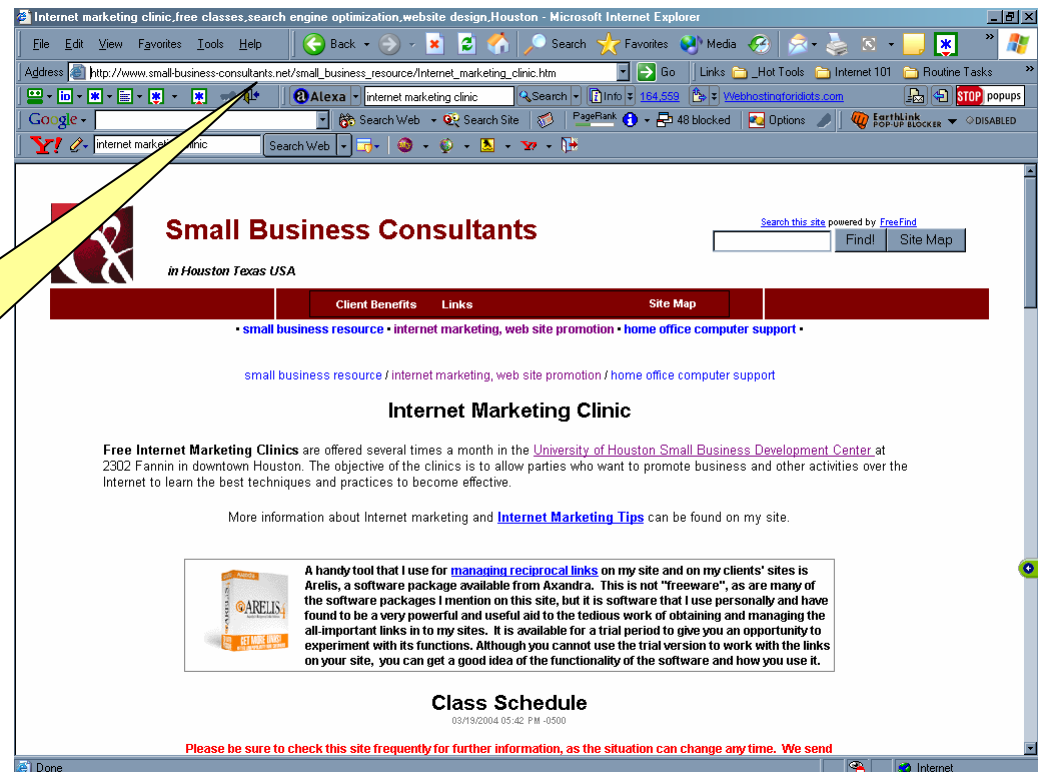 Internet marketing clinic,free classes,search engine optimization,website design,Houston - Microsoft Internet Explorer
File Edit View Favorites Tools Help Back Search Favorites Media »
Address http://www.small-business-consultants.net/small_business_resource/Internet_marketing_clinic.htm Go Links _Hot Tools Internet 101 Routine Tasks »
Alexa internet marketing clinic Search Info 164,559 Webhostingforidiots.com STOP popups
Google Search Web Search Site PageRank 48 blocked Options EarthLink POP-UP BLOCKER DISABLED
Y! Search Web
&
Small Business Consultants
in Houston Texas USA
Search this site powered by FreeFind
Find! Site Map
Client Benefits Links Site Map
• small business resource • internet marketing, web site promotion • home office computer support •
small business resource / internet marketing, web site promotion / home office computer support
Internet Marketing Clinic
Free Internet Marketing Clinics are offered several times a month in the University of Houston Small Business Development Center at
2302 Fannin in downtown Houston. The objective of the clinics is to allow parties who want to promote business and other activities over the
Internet to learn the best techniques and practices to become effective.
More information about Internet marketing and Internet Marketing Tips can be found on my site.
ARELIS
A handy tool that I use for managing reciprocal links on my site and on my clients' sites is
Arelis, a software package available from Axandra. This is not "freeware", as are many of
the software packages I mention on this site, but it is software that I use personally and have
found to be a very powerful and useful aid to the tedious work of obtaining and managing the
all-important links in to my sites. It is available for a trial period to give you an opportunity to
experiment with its functions. Although you cannot use the trial version to work with the links
on your site, you can get a good idea of the functionality of the software and how you use it.
Class Schedule
03/19/2004 05:42 PM -0500
Please be sure to check this site frequently for further information, as the situation can change any time. We send
Done Internet